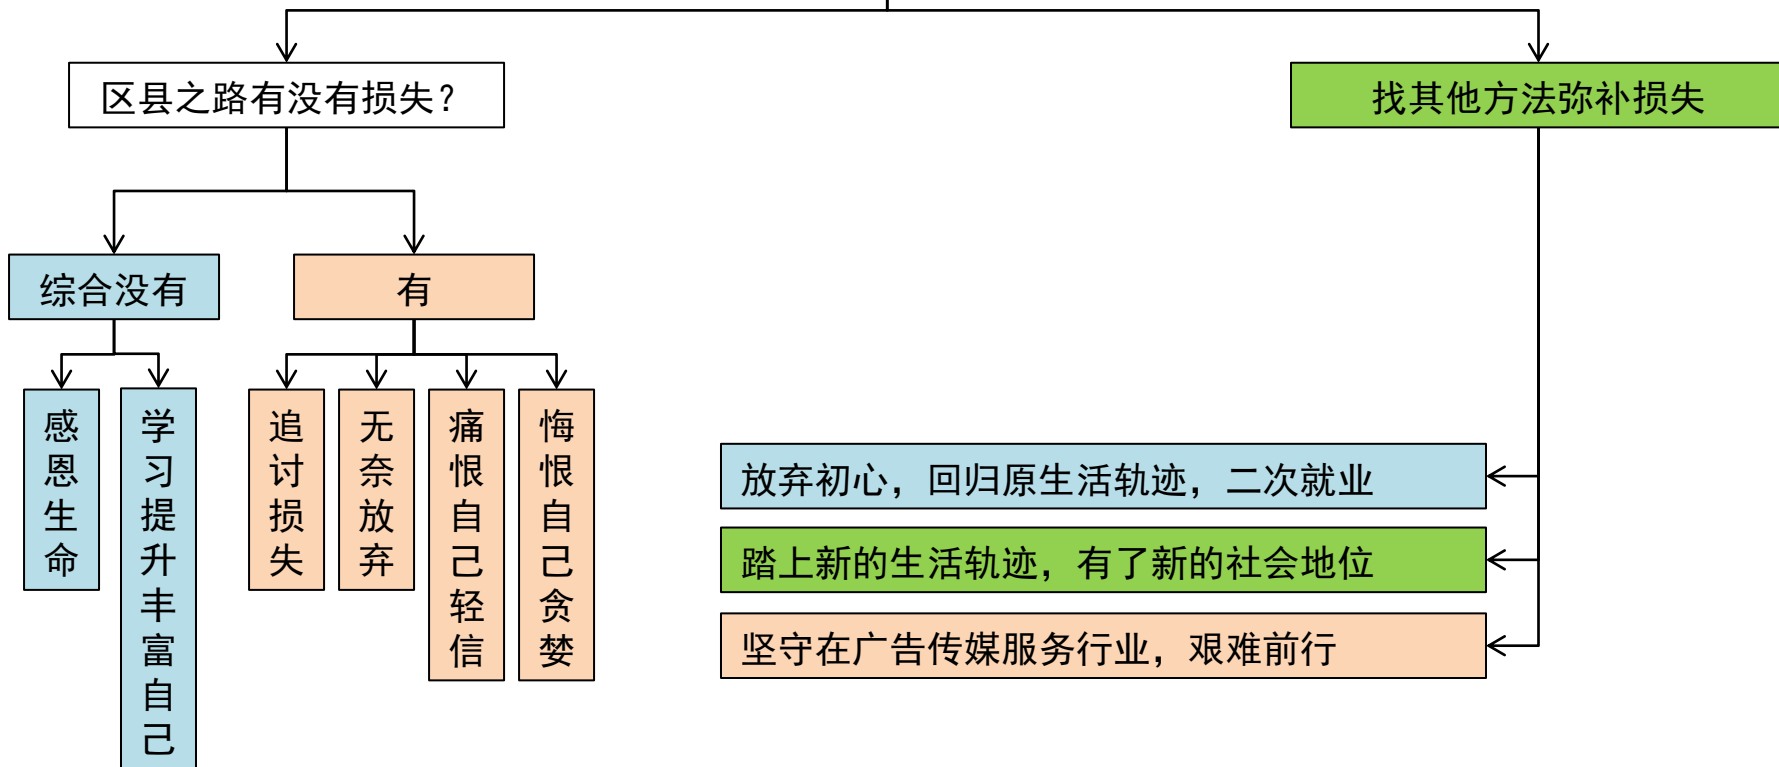 区县之路有没有损失？
找其他方法弥补损失
综合没有
有
感恩生命
学习提升丰富自己
追讨损失
无奈放弃
痛恨自己轻信
悔恨自己贪婪
放弃初心，回归原生活轨迹，二次就业
踏上新的生活轨迹，有了新的社会地位
坚守在广告传媒服务行业，艰难前行